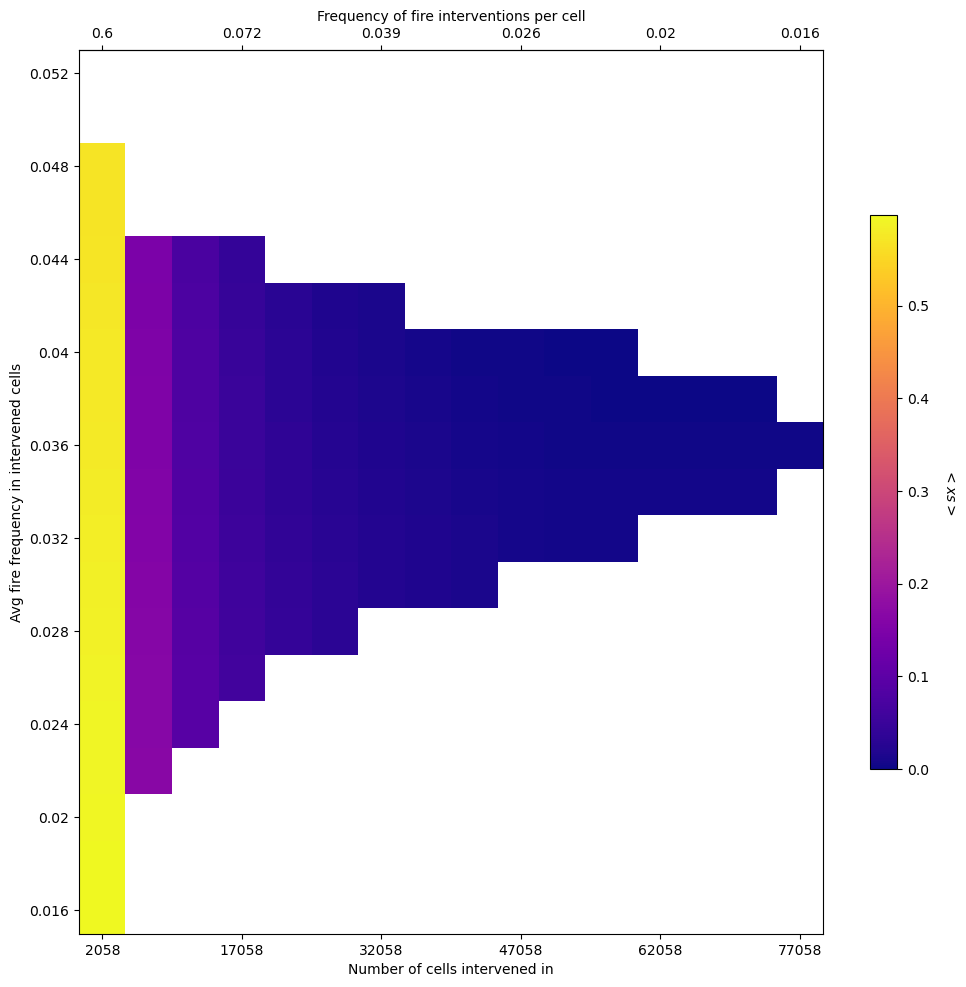 Frequency of fire interventions per cell
0.6 0.072 0.039 0.026 0.02 0.016
0.052
0.048
0.044
0.04
0.036
0.032
0.028
0.024
0.02
0.016
Avg fire frequency in intervened cells
2058 17058 32058 47058 62058 77058
Number of cells intervened in
0.5
0.4
0.3
0.2
0.1
0.0
< sx >